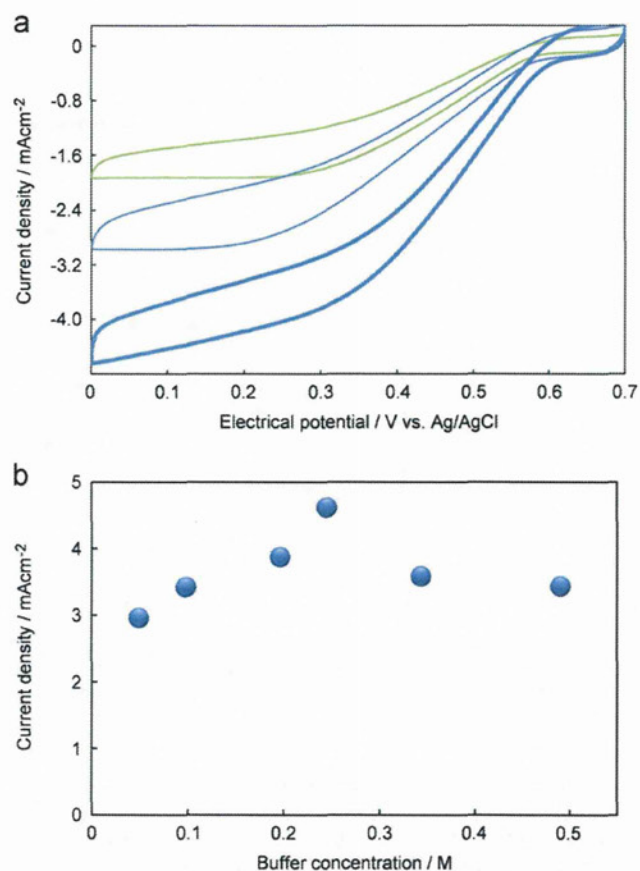 a
0
-0.8
-1.6
-2.4
-3.2
-4.0
Current density / mAcm-2
0 0.1 0.2 0.3 0.4 0.5 0.6 0.7
Electrical potential / V vs. Ag/AgCl
b
5
4
3
2
1
0
Current density / mAcm-2
0 0.1 0.2 0.3 0.4 0.5
Buffer concentration / M